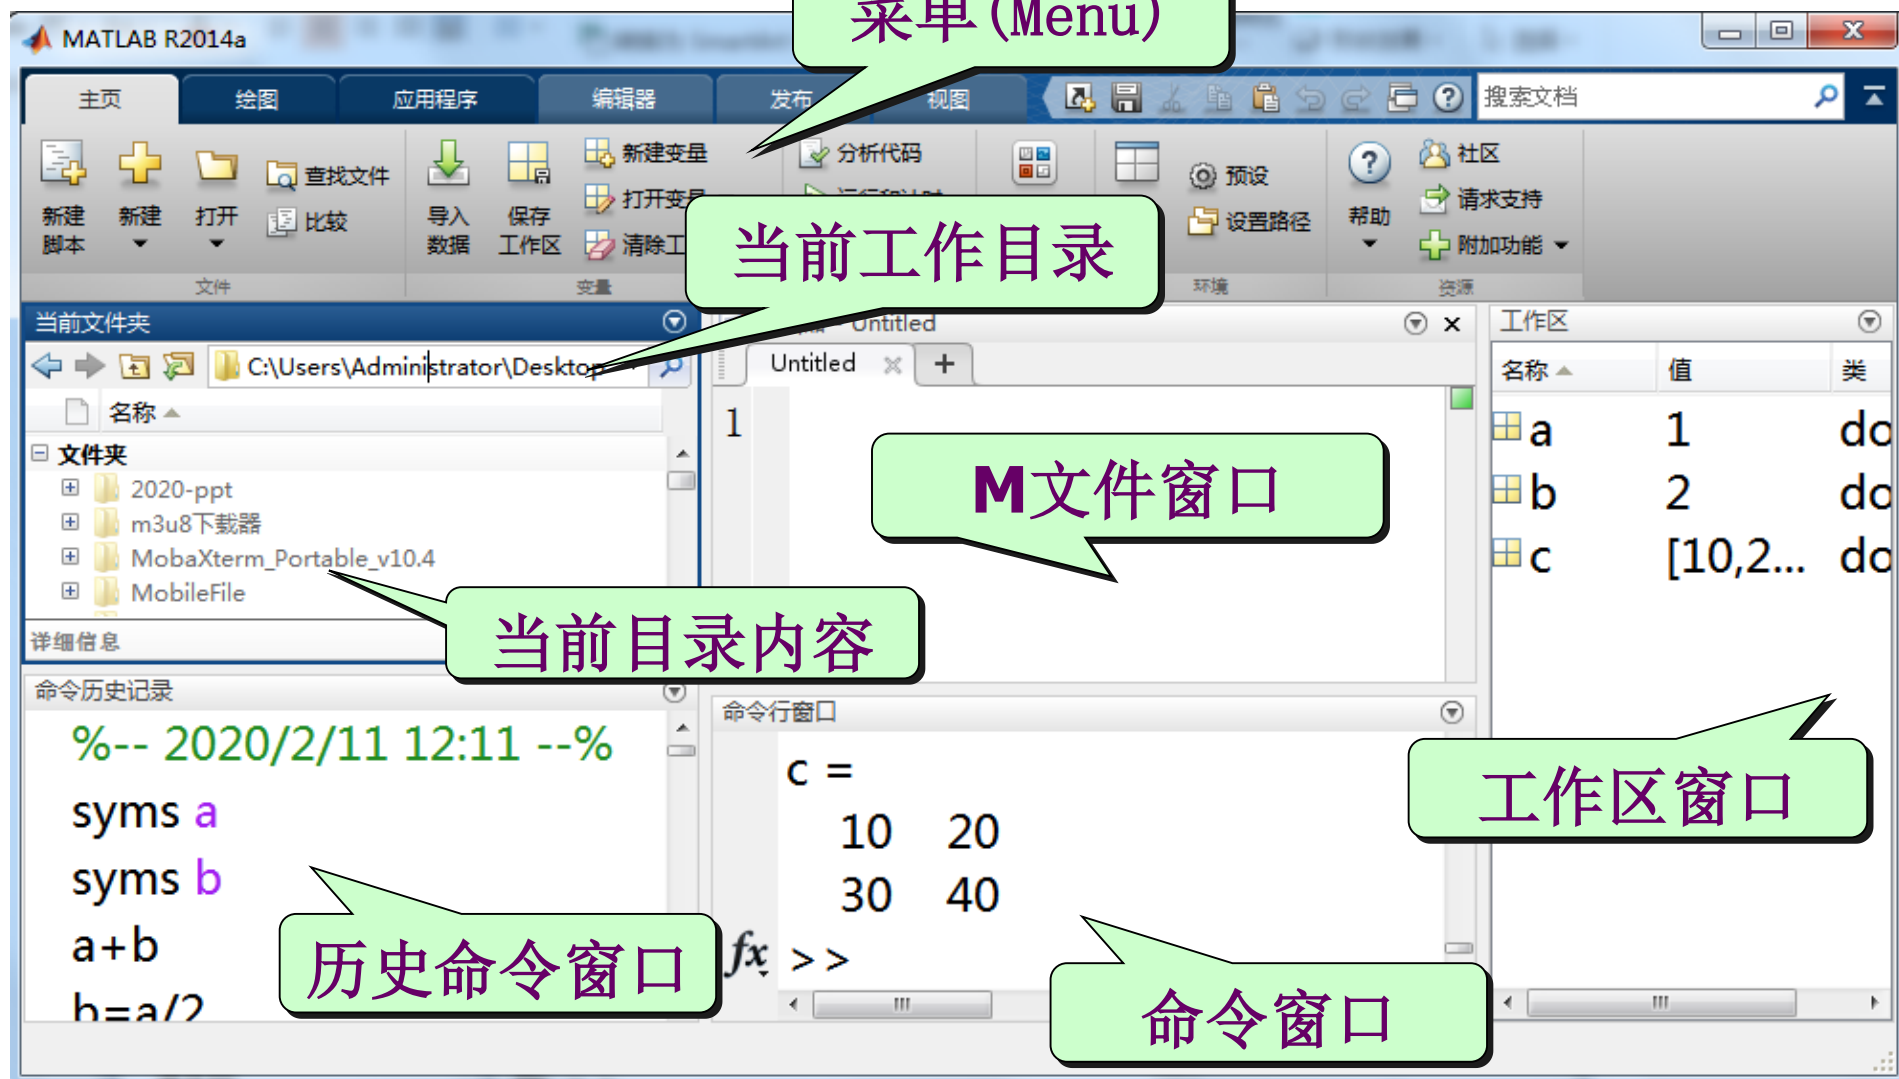 菜单(Menu)
MATLAB R2014a
主页 绘图 应用程序 编辑器 发布 视图 搜索文档
新建变量 分析代码 社区
查找文件 预设
打开变量 请求支持
新建脚本 新建 打开 比较 导入数据 保存工作区 设置路径 帮助
清除工 附加功能
当前工作目录
文件 变量 环境 资源
当前文件夹 Untitled 工作区
C:\Users\Administrator\Desktop Untitled × + 名称 值 类
名称
1
a 1 do
文件夹
M文件窗口
2020-ppt b 2 do
m3u8下载器
MobaXterm_Portable_v10.4 c [10,2... do
MobileFile
当前目录内容
详细信息
命令历史记录
命令行窗口
%-- 2020/2/11 12:11 --%
c =
工作区窗口
syms a
10 20
syms b
30 40
a+b
历史命令窗口
fx >>
b=a/2
命令窗口